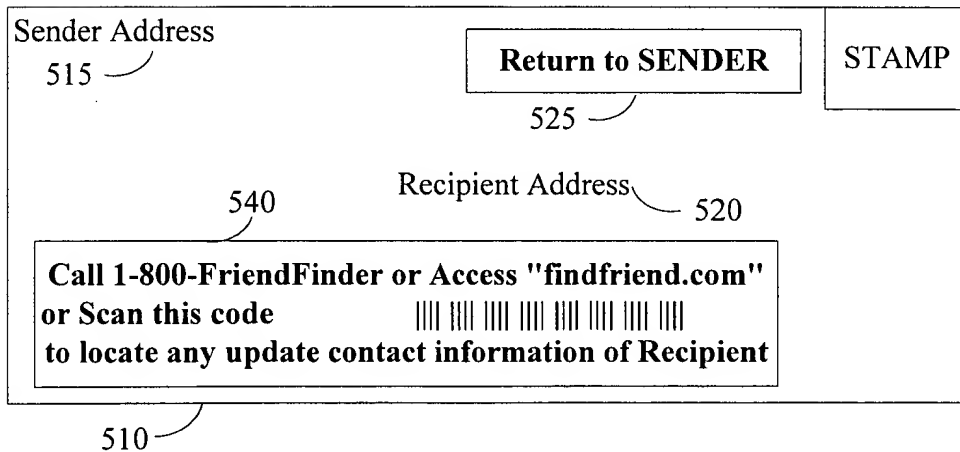 Sender Address
515
Return to SENDER
STAMP
525
Recipient Address
520
540
Call 1-800-FriendFinder or Access "findfriend.com"
or Scan this code
to locate any update contact information of Recipient
510